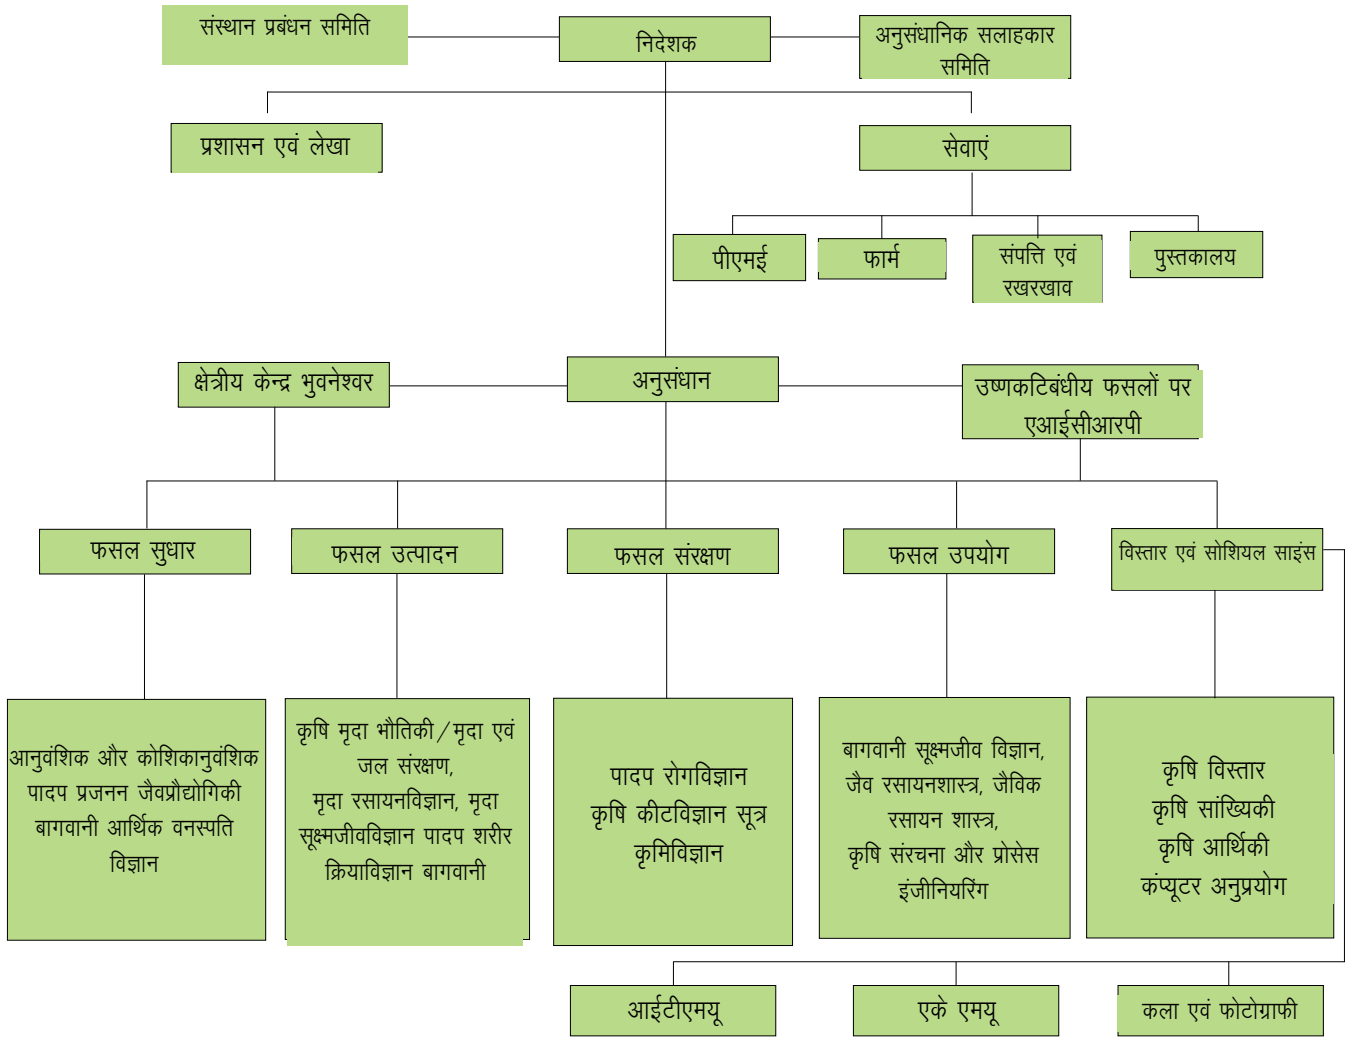 संस्थान प्रबंधन समिति
निदेशक
अनुसंधानिक सलाहकार
समिति
प्रशासन एवं लेखा
सेवाएं
पीएमई
फार्म
संपत्ति एवं
रखरखाव
पुस्तकालय
क्षेत्रीय केन्द्र भुवनेश्वर
अनुसंधान
उष्णकटिबंधीय फसलों पर
एआईसीआरपी
फसल सुधार
फसल उत्पादन
फसल संरक्षण
फसल उपयोग
विस्तार एवं सोशियल साइंस
आनुवंशिक और कोशिकानुवंशिक
पादप प्रजनन जैवप्रौद्योगिकी
बागवानी आर्थिक वनस्पति
विज्ञान
कृषि मृदा भौतिकी/मृदा एवं
जल संरक्षण,
मृदा रसायनविज्ञान, मृदा
सूक्ष्मजीवविज्ञान पादप शरीर
क्रियाविज्ञान बागवानी
पादप रोगविज्ञान
कृषि कीटविज्ञान सूत्र
कृमिविज्ञान
बागवानी सूक्ष्मजीव विज्ञान,
जैव रसायनशास्त्र, जैविक
रसायन शास्त्र,
कृषि संरचना और प्रोसेस
इंजीनियरिंग
कृषि विस्तार
कृषि सांख्यिकी
कृषि आर्थिकी
कंप्यूटर अनुप्रयोग
आईटीएमयू
एके एमयू
कला एवं फोटोग्राफी